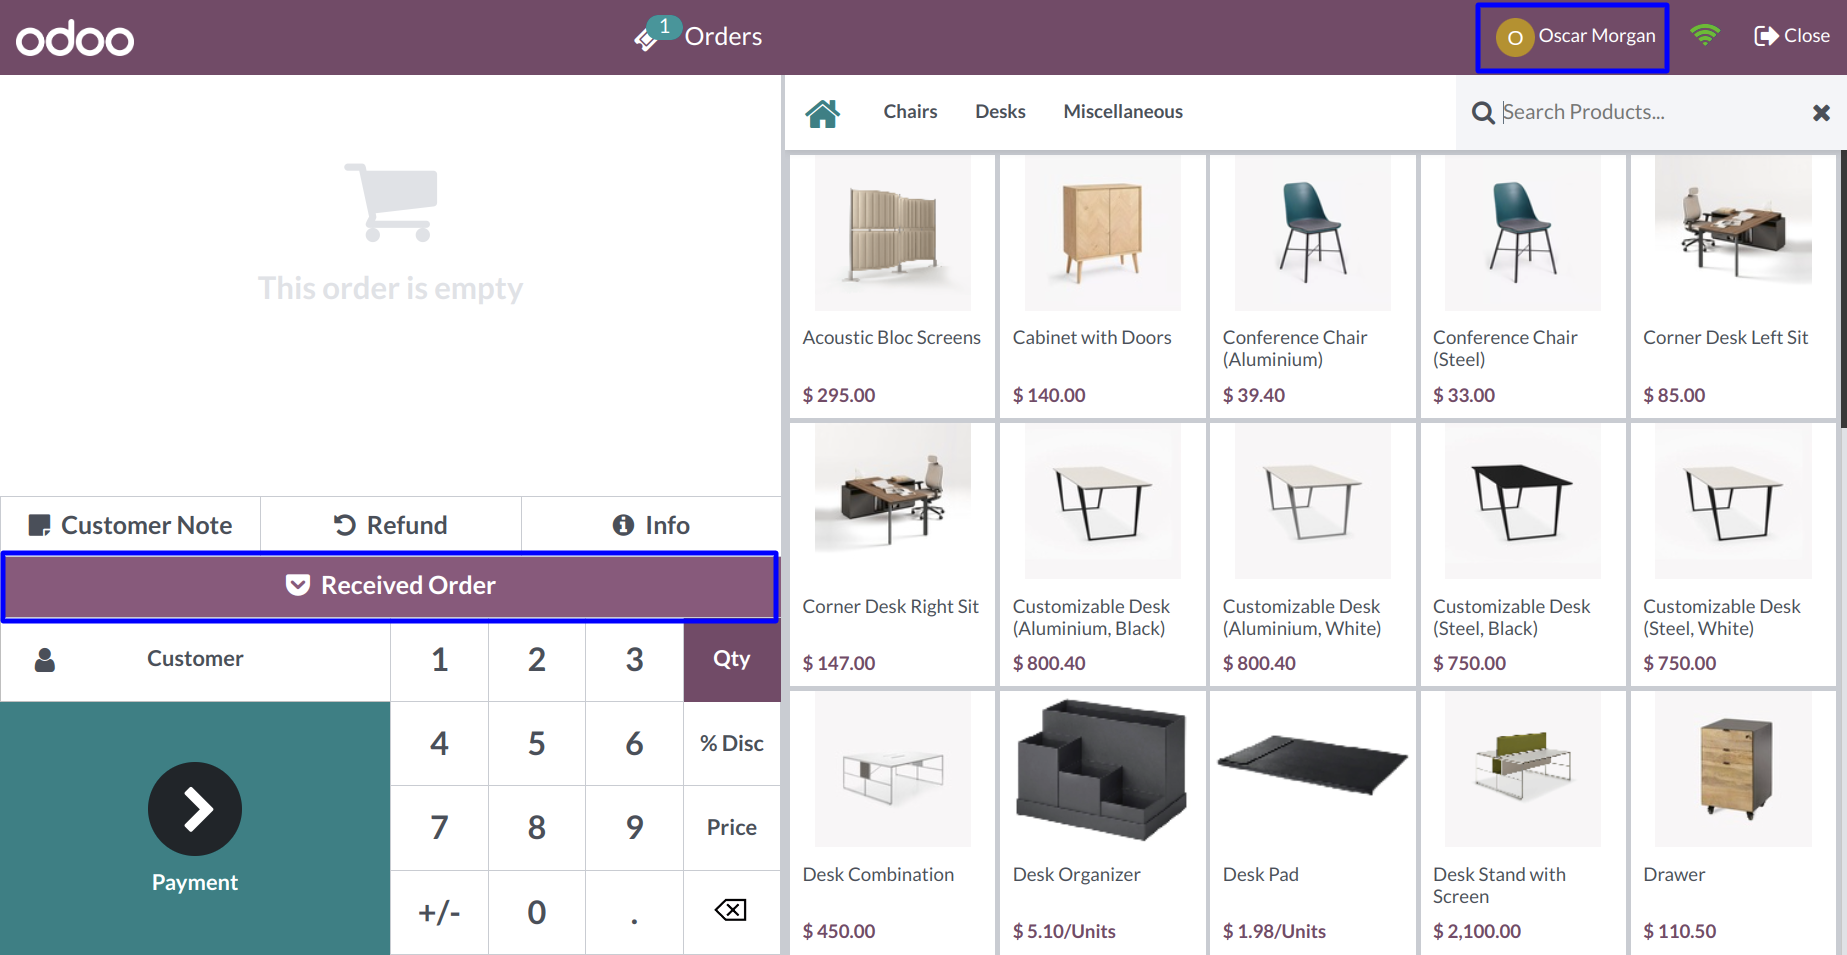 odoo
1 Orders
O Oscar Morgan
Close
Chairs Desks Miscellaneous
Search Products...
This order is empty
Customer Note Refund Info
Received Order
Customer
1 2 3 Qty
4 5 6 % Disc
7 8 9 Price
+/- 0 .
Payment
Acoustic Bloc Screens
$ 295.00
Cabinet with Doors
$ 140.00
Conference Chair
(Aluminium)
$ 39.40
Conference Chair
(Steel)
$ 33.00
Corner Desk Left Sit
$ 85.00
Corner Desk Right Sit
$ 147.00
Customizable Desk
(Aluminium, Black)
$ 800.40
Customizable Desk
(Aluminium, White)
$ 800.40
Customizable Desk
(Steel, Black)
$ 750.00
Customizable Desk
(Steel, White)
$ 750.00
Desk Combination
$ 450.00
Desk Organizer
$ 5.10/Units
Desk Pad
$ 1.98/Units
Desk Stand with
Screen
$ 2,100.00
Drawer
$ 110.50